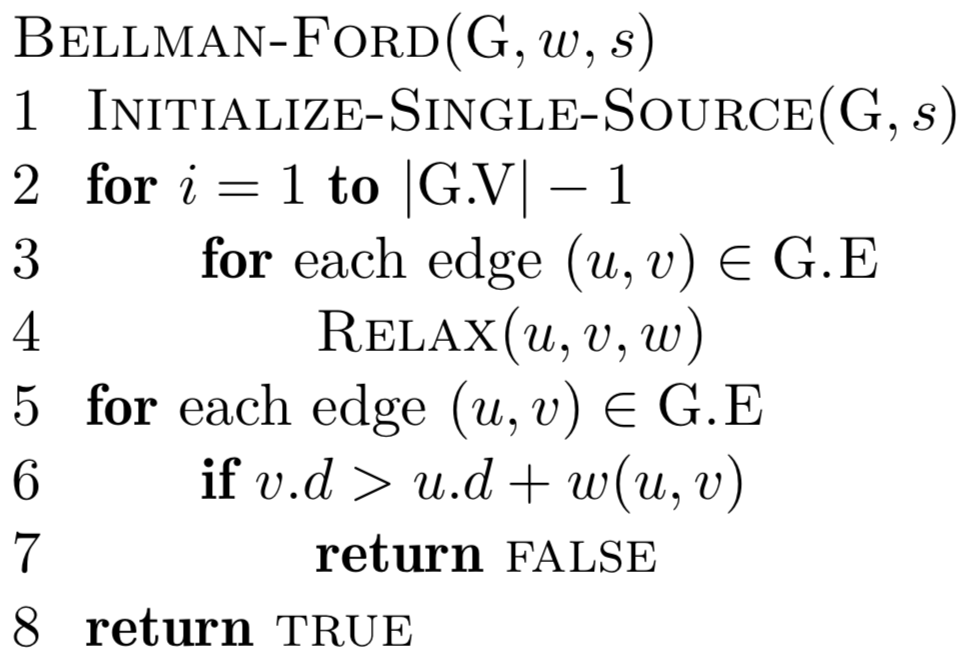 BELLMAN-FORD(G, w, s)
1 INITIALIZE-SINGLE-SOURCE(G, s)
2 for i = 1 to |G.V| − 1
3 for each edge (u, v) ∈ G.E
4 RELAX(u, v, w)
5 for each edge (u, v) ∈ G.E
6 if v.d > u.d + w(u, v)
7 return FALSE
8 return TRUE